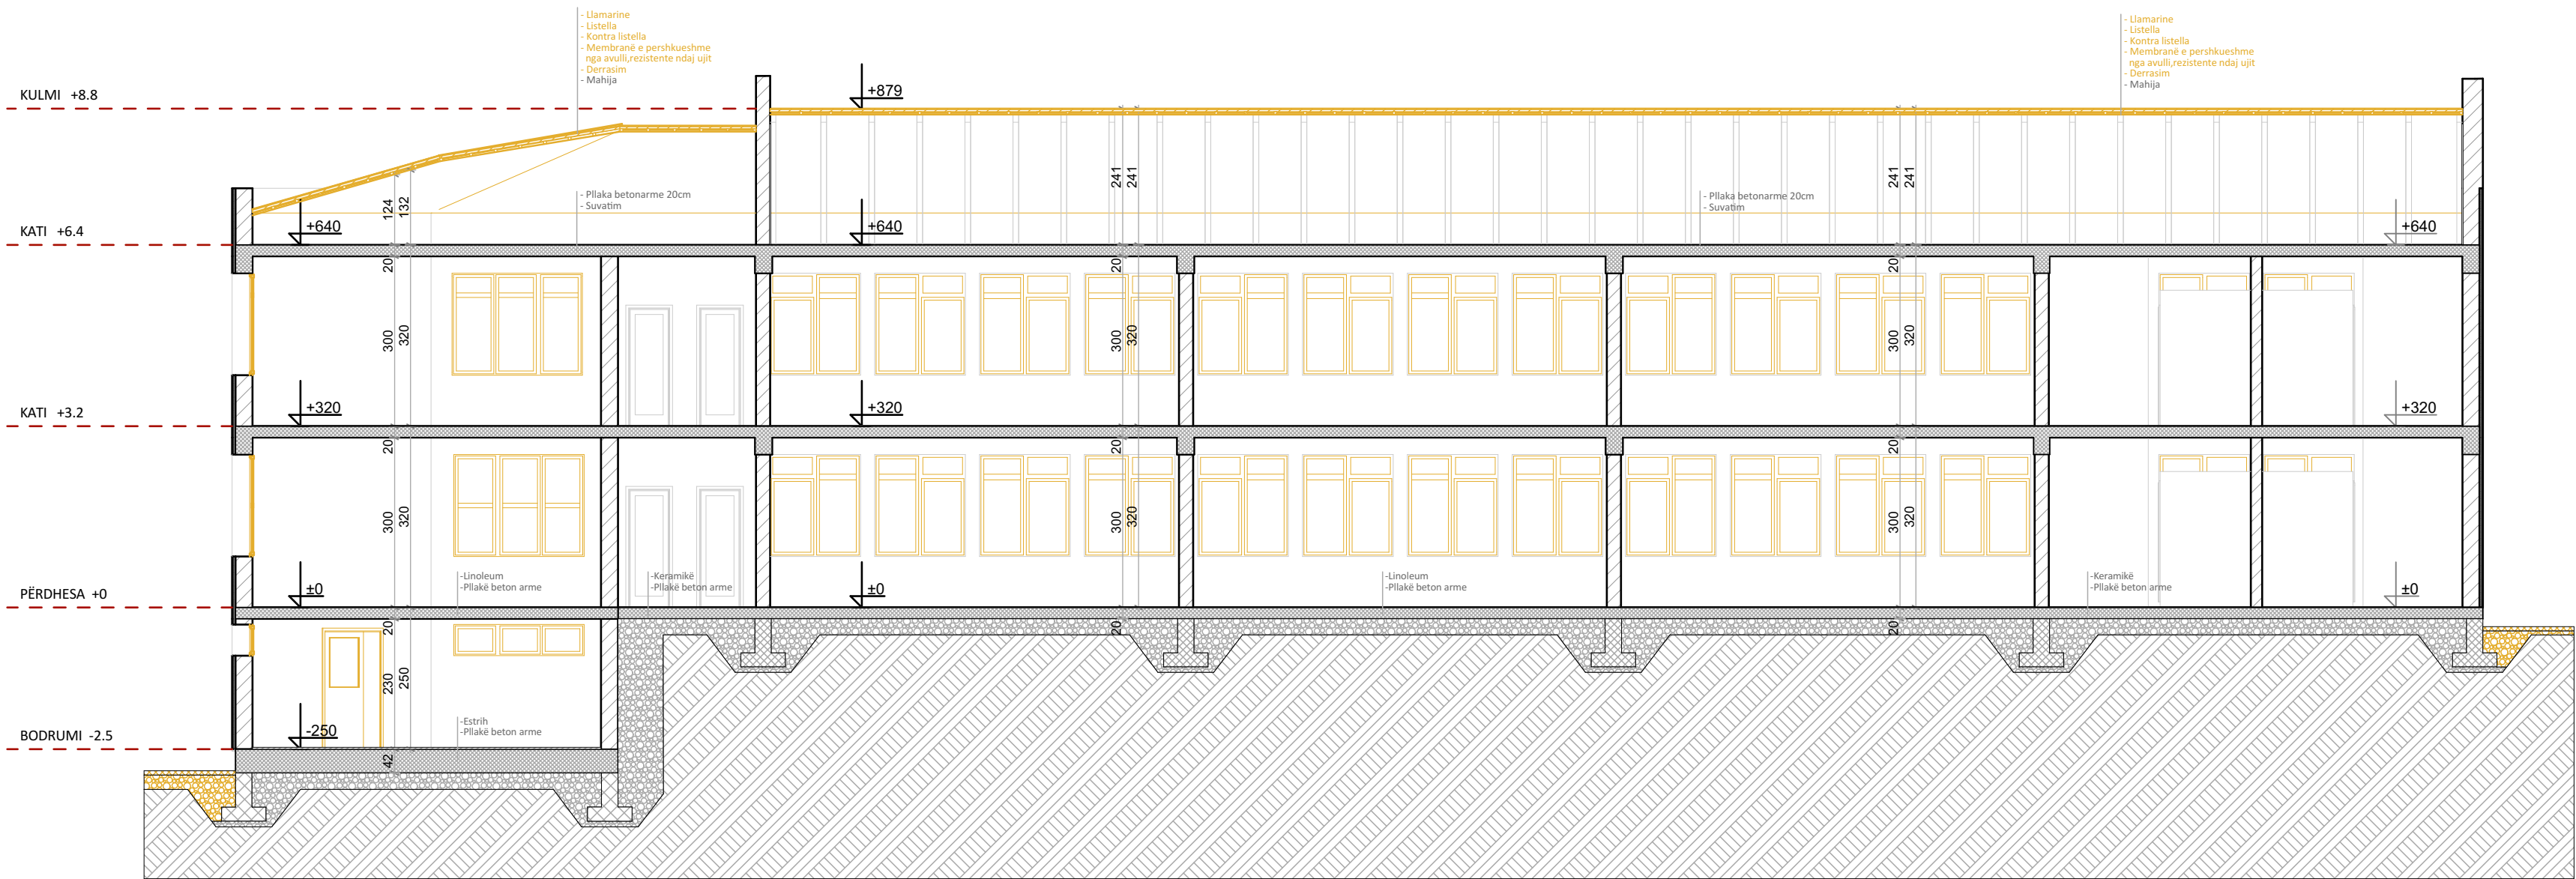 - Llamarine
- Listella
- Kontra listella
- Membranë e pershkueshme
nga avulli,rezistente ndaj ujit
- Derrasim
- Mahija
- Llamarine
- Listella
- Kontra listella
- Membranë e pershkueshme
nga avulli,rezistente ndaj ujit
- Derrasim
- Mahija
KULMI +8.8
+879
124
132
241
241
241
241
- Pllaka betonarme 20cm
- Suvatim
- Pllaka betonarme 20cm
- Suvatim
KATI +6.4
+640
+640
+640
20
20
20
300
320
300
320
300
320
KATI +3.2
+320
+320
+320
20
20
20
300
320
300
320
300
320
-Linoleum
-Pllakë beton arme
-Keramikë
-Pllakë beton arme
-Linoleum
-Pllakë beton arme
-Keramikë
-Pllakë beton arme
PËRDHESA +0
±0
±0
±0
20
20
20
230
250
-Estrih
-Pllakë beton arme
BODRUMI -2.5
-250
42